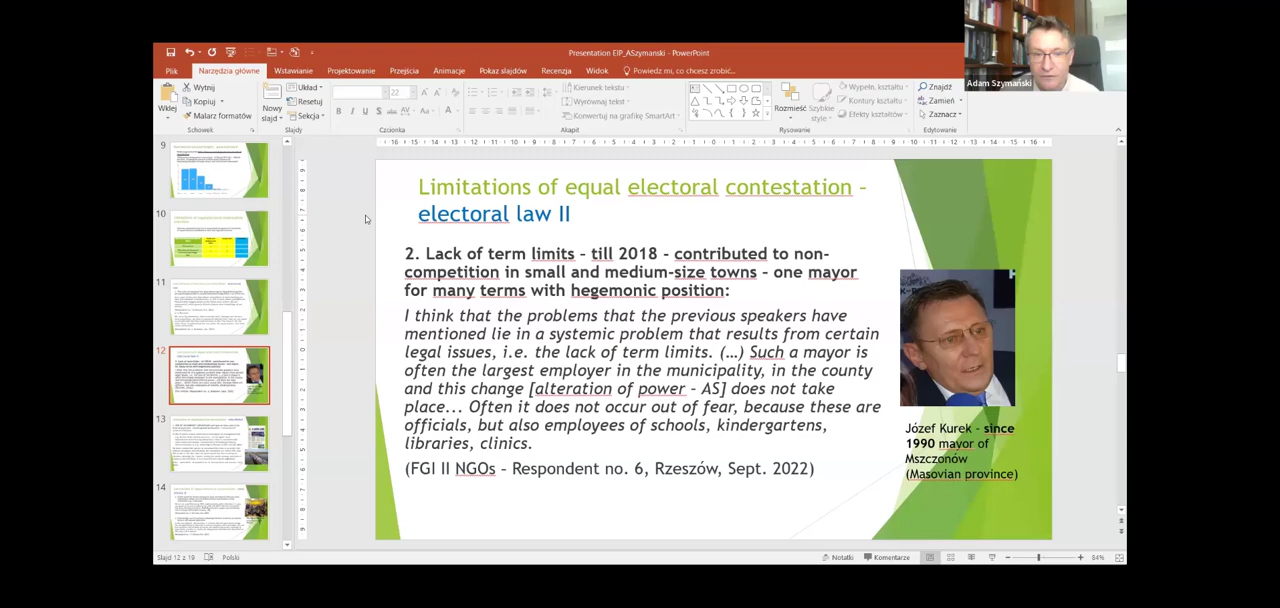 Presentation EIP_ASzymanski - PowerPoint
Adam Szymański
Plik Narzędzia główne Wstawianie Projektowanie Przejścia Animacje Pokaz slajdów Recenzja Widok Powiedz mi, co chcesz zrobić...
Wklej
Wytnij
Kopiuj
Malarz formatów
Schowek
Nowy slajd
Układ
Resetuj
Sekcja
Slajdy
22
Czcionka
Kierunek tekstu
Wyrównaj tekst
Konwertuj na grafikę SmartArt
Akapit
Rozmieść
Szybkie style
Wypełn. kształtu
Kontury kształtu
Efekty kształtów
Rysowanie
Znajdź
Zamień
Zaznacz
Edytowanie
9
10
11
12
13
14
Limitations of equal electoral contestation –
electoral law II
2. Lack of term limits – till 2018 – contributed to non-
competition in small and medium-size towns – one mayor
for many terms with hegemonic position:
I think that the problems that the previous speakers have
mentioned lie in a systemic problem that results from certain
legal issues, i.e. the lack of term limits. (…) Such a mayor is
often the largest employer in the municipality, in the county
and this change [alteration of power – AS] does not take
place... Often it does not occur out of fear, because these are
officials, but also employers of schools, kindergartens,
libraries, clinics.
(FGI II NGOs – Respondent no. 6, Rzeszów, Sept. 2022)
Józef Kurek – since
1990 mayor of
Mszczonów
(Masovian province)
Slajd 12 z 19 Polski
Notatki Komentarze 84%